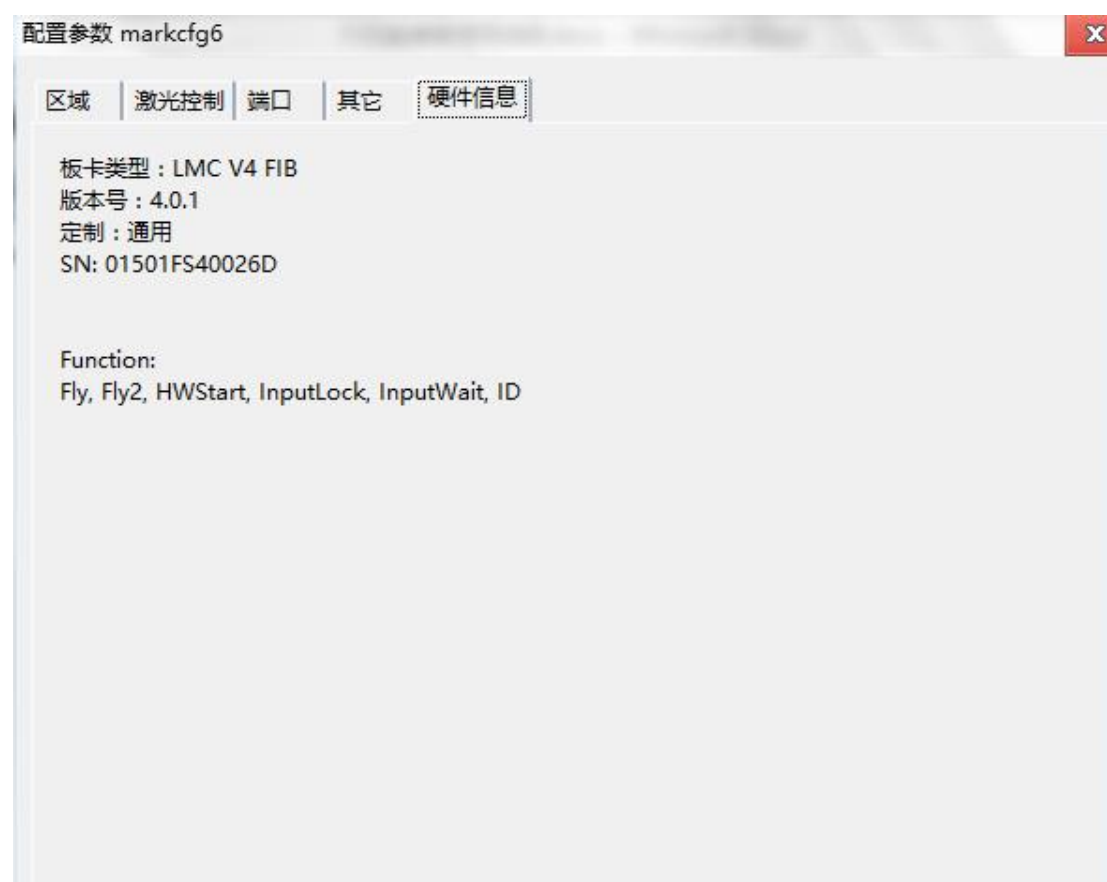 配置参数 markcfg6
区域 激光控制 端口 其它 硬件信息
板卡类型：LMC V4 FIB
版本号：4.0.1
定制：通用
SN: 01501FS40026D
Function:
Fly, Fly2, HWStart, InputLock, InputWait, ID